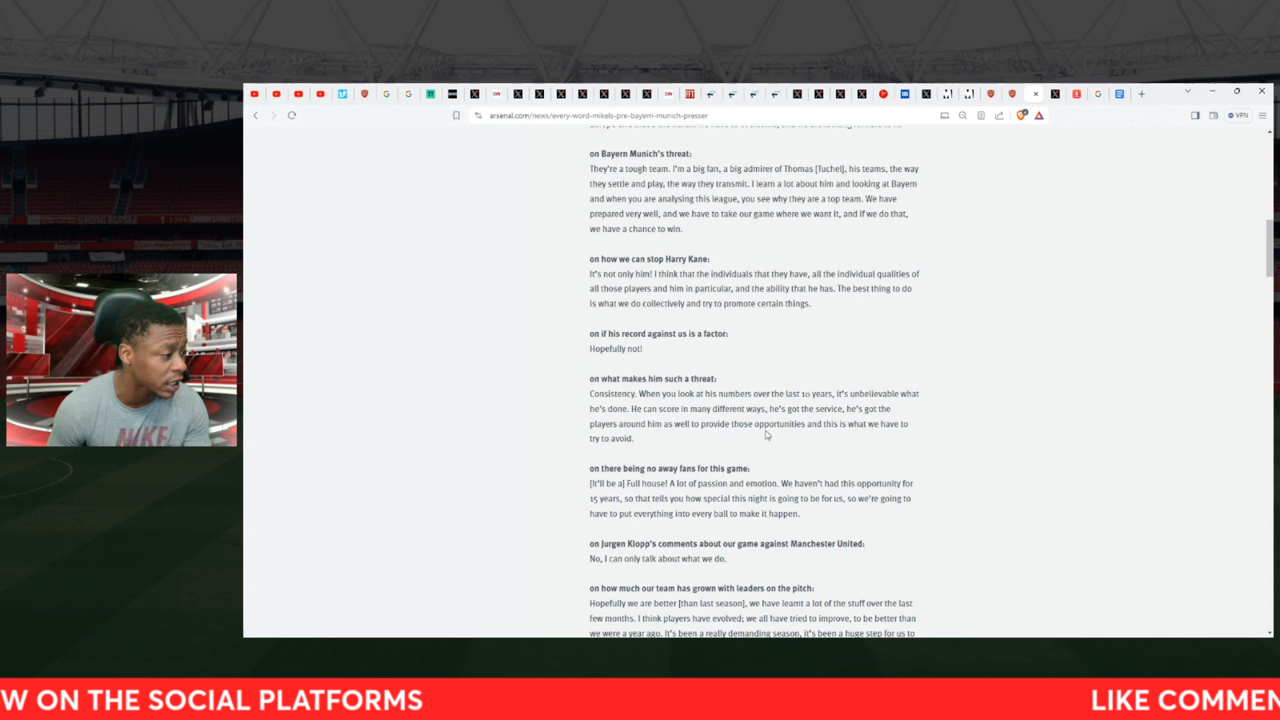 arsenal.com/news/every-word-mikels-pre-bayern-munich-presser
VPN
on Bayern Munich's threat:
They're a tough team. I'm a big fan, a big admirer of Thomas [Tuchel], his teams, the way
they settle and play, the way they transmit. I learn a lot about him and looking at Bayern
and when you are analysing this league, you see why they are a top team. We have
prepared very well, and we have to take our game where we want it, and if we do that,
we have a chance to win.
on how we can stop Harry Kane:
It's not only him! I think that the individuals that they have, all the individual qualities of
all those players and him in particular, and the ability that he has. The best thing to do
is what we do collectively and try to promote certain things.
on if his record against us is a factor:
Hopefully not!
on what makes him such a threat:
Consistency. When you look at his numbers over the last 10 years, it's unbelievable what
he's done. He can score in many different ways, he's got the service, he's got the
players around him as well to provide those opportunities and this is what we have to
try to avoid.
on there being no away fans for this game:
[It'll be a] Full house! A lot of passion and emotion. We haven't had this opportunity for
15 years, so that tells you how special this night is going to be for us, so we're going to
have to put everything into every ball to make it happen.
on Jurgen Klopp's comments about our game against Manchester United:
No, I can only talk about what we do.
on how much our team has grown with leaders on the pitch:
Hopefully we are better [than last season], we have learnt a lot of the stuff over the last
few months. I think players have evolved; we all have tried to improve, to be better than
we were a year ago. It's been a really demanding season, it's been a huge step for us to
NIKE
W ON THE SOCIAL PLATFORMS
LIKE COMMEN